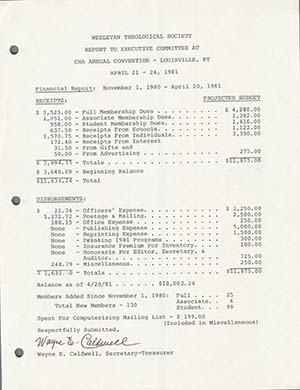 WESLEYAN THEOLOGICAL SOCIETY
REPORT TO EXECUTIVE COMMITTEE AT
CHA ANNUAL CONVENTION - LOUISVILLE, KY
APRIL 21 - 24, 1981
Financial Report: November 1, 1980 - April 20, 1981
RECEIPTS: PROJECTED BUDGET
$ 3,523.00 - Full Membership Dues . . . . . . . . . $ 4,280.00
1,051.00 - Associate Membership Dues. . . . . . . 1,392.00
958.00 - Student Membership Dues. . . . . . . . 1,416.00
637.50 - Receipts From Schools. . . . . . . . . 1,122.00
1,570.75 - Receipts From Individuals. . . . . . . 3,390.00
172.40 - Receipts From Interest
31.50 - From Gifts and
50.00 - From Advertising . . . . . . . . . . . 275.00
$ 7,994.15 - Totals . . . . . . . . . . . . . . . . $11,875.00
$ 3,640.09 - Beginning Balance
$11,634.24 - Total
DISBURSEMENTS:
$ 22.34 - Officers' Expense. . . . . . . . . . . $ 1,250.00
1,172.72 - Postage & Mailing. . . . . . . . . . . 2,500.00
188.15 - Office Expense . . . . . . . . . . . . 550.00
None - Publishing Expense . . . . . . . . . . 5,000.00
None - Reprinting Expense . . . . . . . . . . 1,500.00
None - Printing 1981 Programs . . . . . . . . 300.00
None - Insurance Premium For Inventory. . . . 100.00
None - Honoraria For Editor, Secretary, &
Auditor. . . . . . . . . . . . . . . . 725.00
248.79 - Miscellaneous. . . . . . . . . . . . . 250.00
$ 1,632.00 - Totals . . . . . . . . . . . . . . . . $11,875.00
Balance as of 4/20/81 . . . . . . $10,002.24
Members Added Since November 1, 1980: Full . . . 25
Associate. 6
Total New Members - 130 Student. . 99
Spent For Computerizing Mailing List - $ 199.00
(Included in Miscellaneous)
Respectfully Submitted,
Wayne E. Caldwell
Wayne E. Caldwell, Secretary-Treasurer